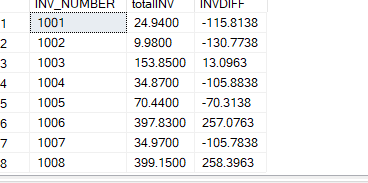 INV_NUMBER totalINV INVDIFF
1 1001 24.9400 -115.8138
2 1002 9.9800 -130.7738
3 1003 153.8500 13.0963
4 1004 34.8700 -105.8838
5 1005 70.4400 -70.3138
6 1006 397.8300 257.0763
7 1007 34.9700 -105.7838
8 1008 399.1500 258.3963